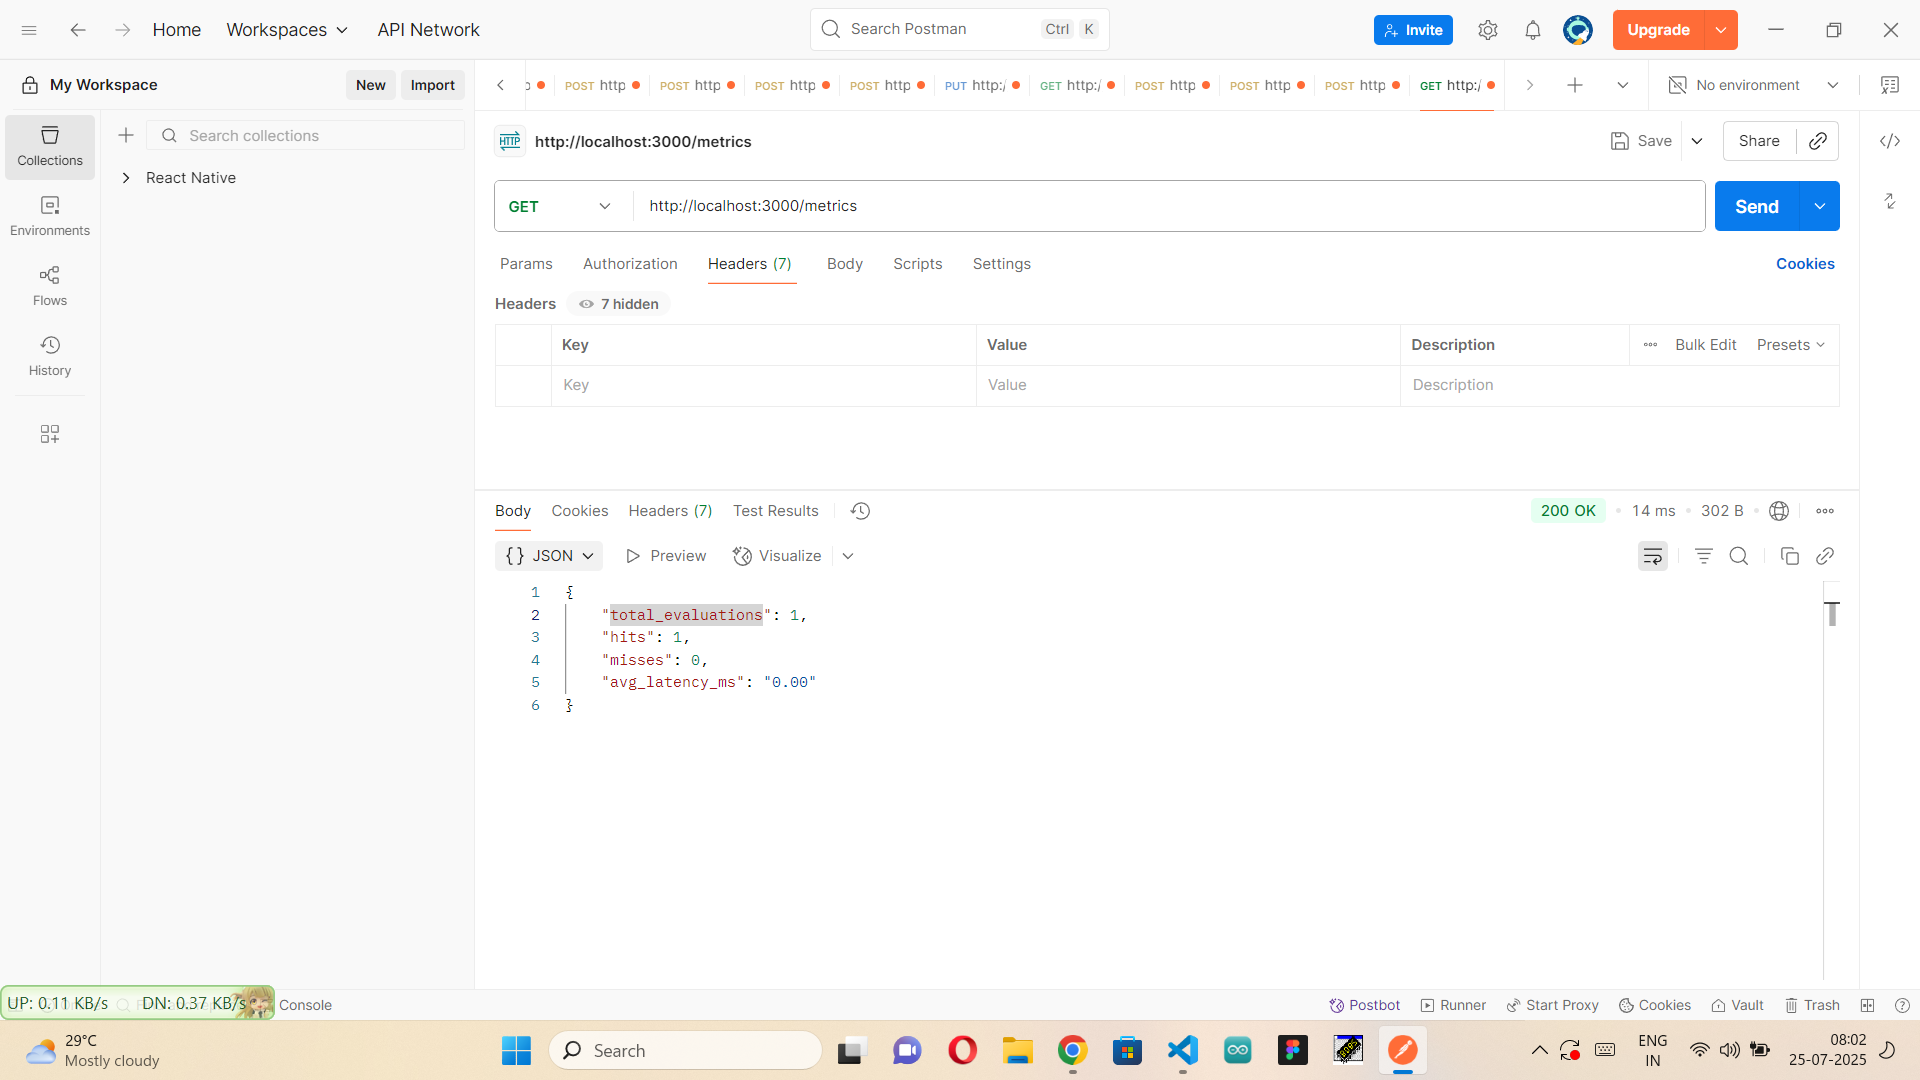 Home
Workspaces
API Network
Search Postman
Ctrl
K
Invite
Upgrade
My Workspace
New
Import
POST http
POST http
POST http
POST http
PUT http:/
GET http:/
POST http
POST http
POST http
GET http:/
No environment
Collections
Search collections
React Native
Environments
Flows
History
HTTP
http://localhost:3000/metrics
Save
Share
GET
http://localhost:3000/metrics
Send
Params
Authorization
Headers (7)
Body
Scripts
Settings
Cookies
Headers
7 hidden
Key
Value
Description
Bulk Edit
Presets
Key
Value
Description
Body
Cookies
Headers (7)
Test Results
200 OK
14 ms
302 B
{} JSON
Preview
Visualize
1 {
2 "total_evaluations": 1,
3 "hits": 1,
4 "misses": 0,
5 "avg_latency_ms": "0.00"
6 }
UP: 0.11 KB/s
DN: 0.37 KB/s
Console
Postbot
Runner
Start Proxy
Cookies
Vault
Trash
29°C
Mostly cloudy
Search
ENG
IN
08:02
25-07-2025